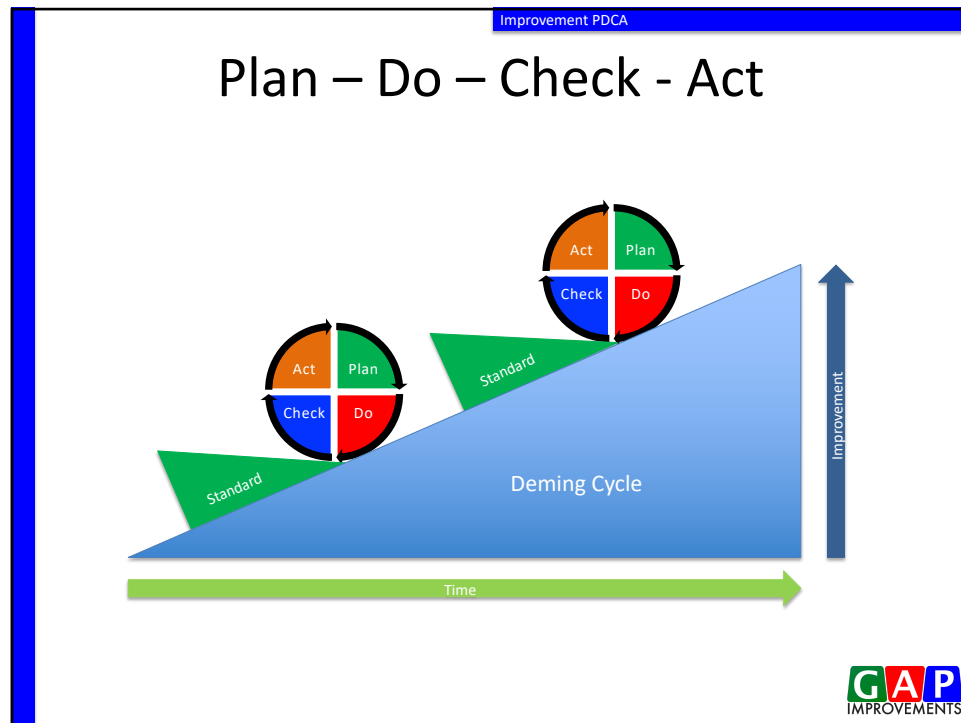 Improvement PDCA
Plan – Do – Check - Act
Act
Plan
Check
Do
Standard
Act
Plan
Check
Do
Standard
Deming Cycle
Improvement
Time
GAP
IMPROVEMENTS